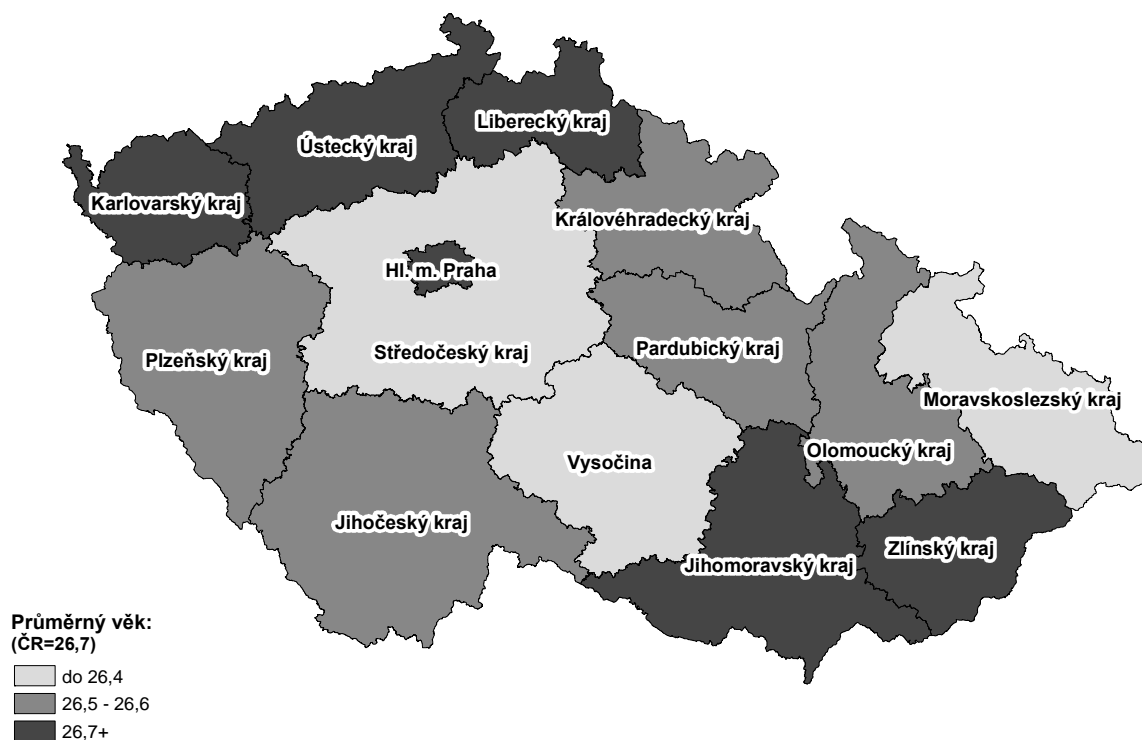 Liberecký kraj
Ústecký kraj
Karlovarský kraj
Královéhradecký kraj
Hl. m. Praha
Plzeňský kraj
Středočeský kraj
Pardubický kraj
Moravskoslezský kraj
Vysočina
Olomoucký kraj
Jihočeský kraj
Jihomoravský kraj
Zlínský kraj
Průměrný věk:
(ČR=26,7)
do 26,4
26,5 - 26,6
26,7+